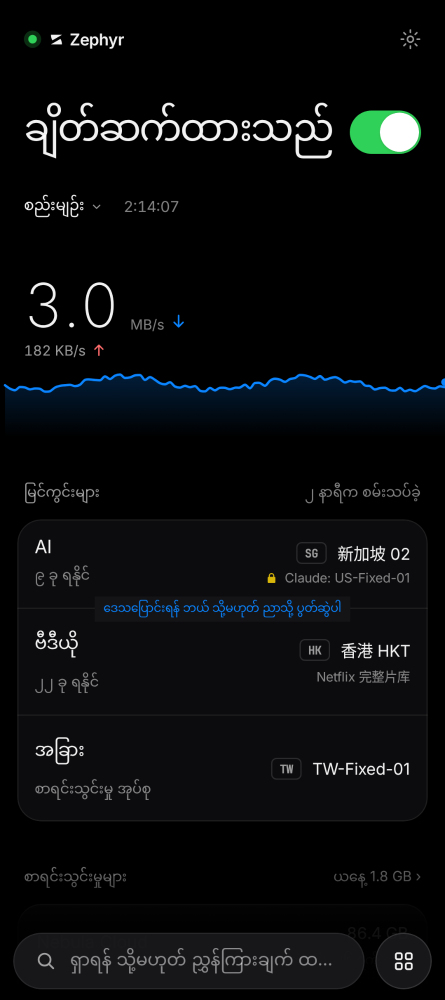 Zephyr
ချိတ်ဆက်ထားသည်
စည်းမျဉ်း 2:14:07
3.0 MB/s ↓
182 KB/s ↑
မြင်ကွင်းများ ၂ နာရီက စမ်းသပ်ခဲ့
AI SG 新加坡 02
၉ ခု ရနိုင် Claude: US-Fixed-01
ဒေသပြောင်းရန် ဘယ် သို့မဟုတ် ညာသို့ ပွတ်ဆွဲပါ
ဗီဒီယို HK 香港 HKT
၂၂ ခု ရနိုင် Netflix 完整片库
အခြား TW TW-Fixed-01
စာရင်းသွင်းမှု အုပ်စု
စာရင်းသွင်းမှုများ ယနေ့ 1.8 GB ›
86.4 GB
ရှာရန် သို့မဟုတ် ညွှန်ကြားချက် ထ...